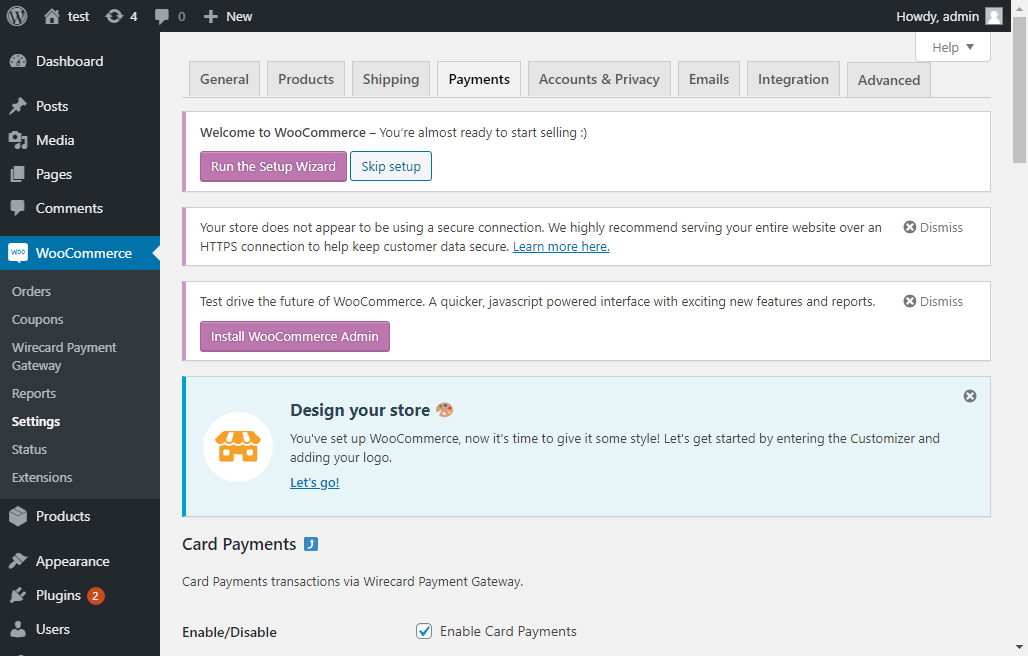 test 4 0 New Howdy, admin
Help
Dashboard
Posts
Media
Pages
Comments
WooCommerce
Orders
Coupons
Wirecard Payment
Gateway
Reports
Settings
Status
Extensions
Products
Appearance
Plugins 2
Users
General Products Shipping Payments Accounts & Privacy Emails Integration Advanced
Welcome to WooCommerce – You're almost ready to start selling :)
Run the Setup Wizard Skip setup
Your store does not appear to be using a secure connection. We highly recommend serving your entire website over an
HTTPS connection to help keep customer data secure. Learn more here.
Dismiss
Test drive the future of WooCommerce. A quicker, javascript powered interface with exciting new features and reports.
Dismiss
Install WooCommerce Admin
Design your store
You've set up WooCommerce, now it's time to give it some style! Let's get started by entering the Customizer and
adding your logo.
Let's go!
Card Payments
Card Payments transactions via Wirecard Payment Gateway.
Enable/Disable Enable Card Payments